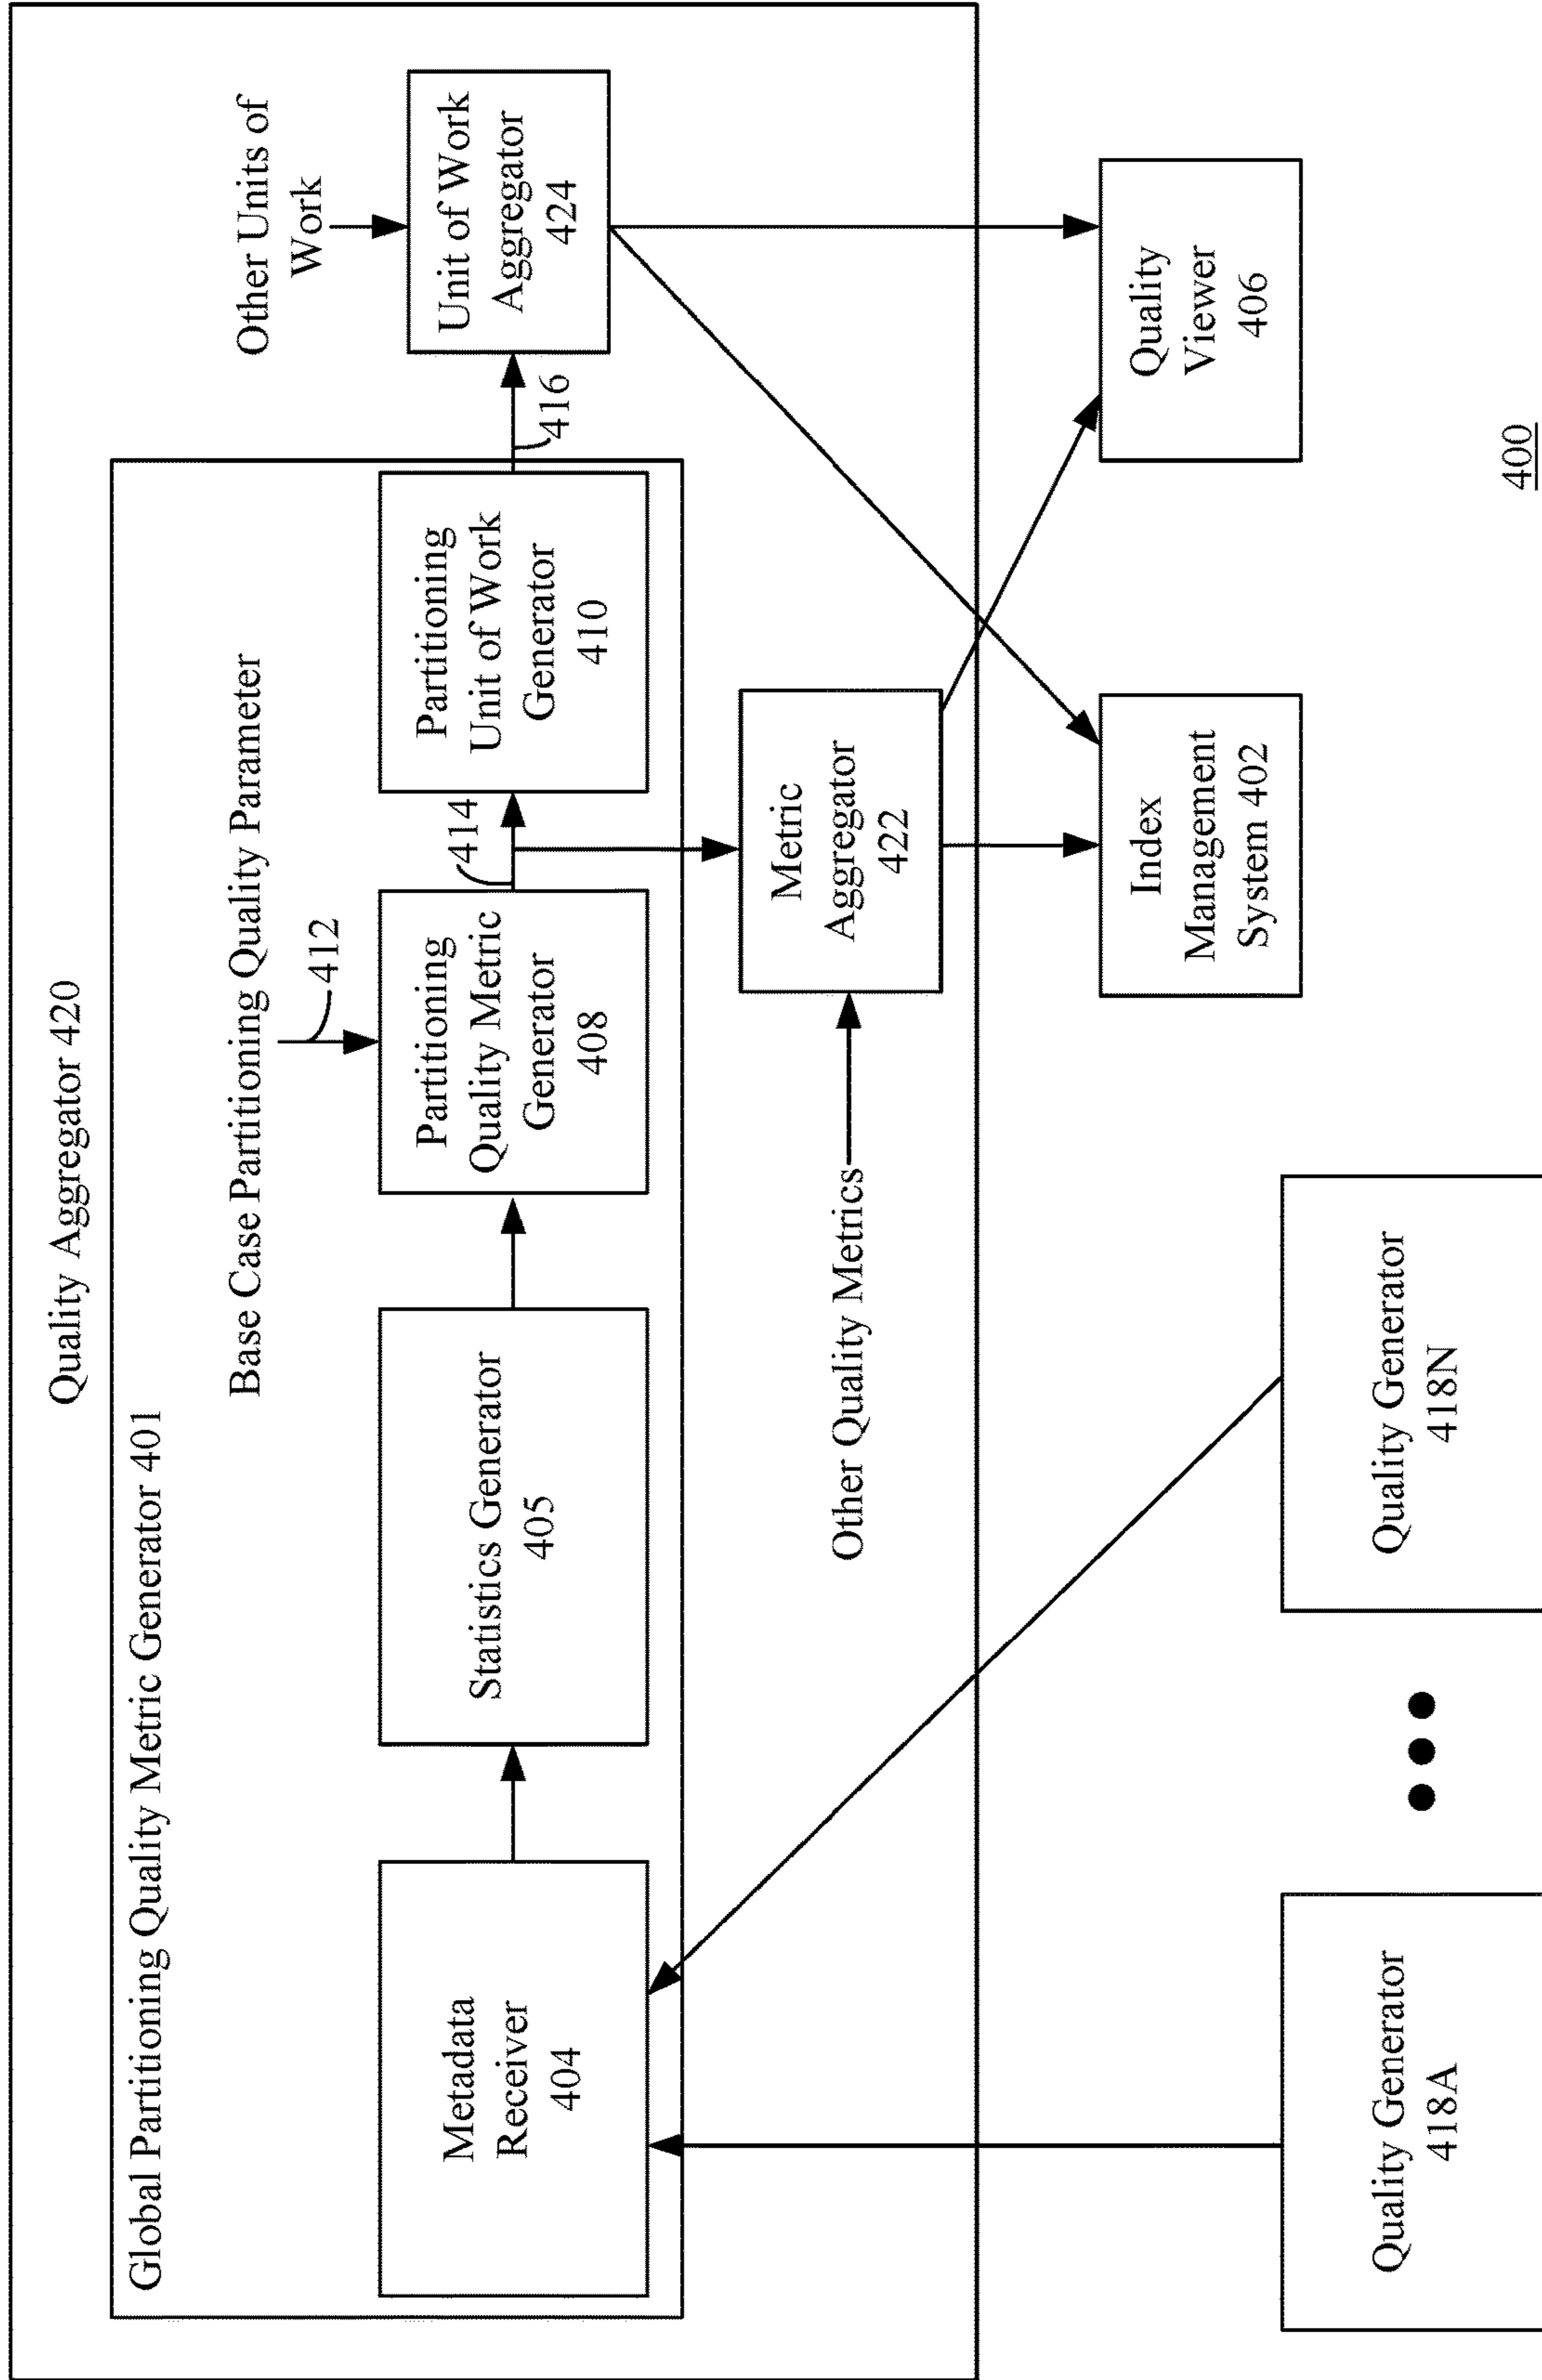 Quality Aggregator 420
Global Partitioning Quality Metric Generator 401
Base Case Partitioning Quality Parameter
412
Other Units of
Work
Metadata
Receiver
404
Statistics Generator
405
Partitioning
Quality Metric
Generator
408
414
Partitioning
Unit of Work
Generator
410
416
Unit of Work
Aggregator
424
Other Quality Metrics
Metric
Aggregator
422
Index
Management
System 402
Quality
Viewer
406
Quality Generator
418A
Quality Generator
418N
400